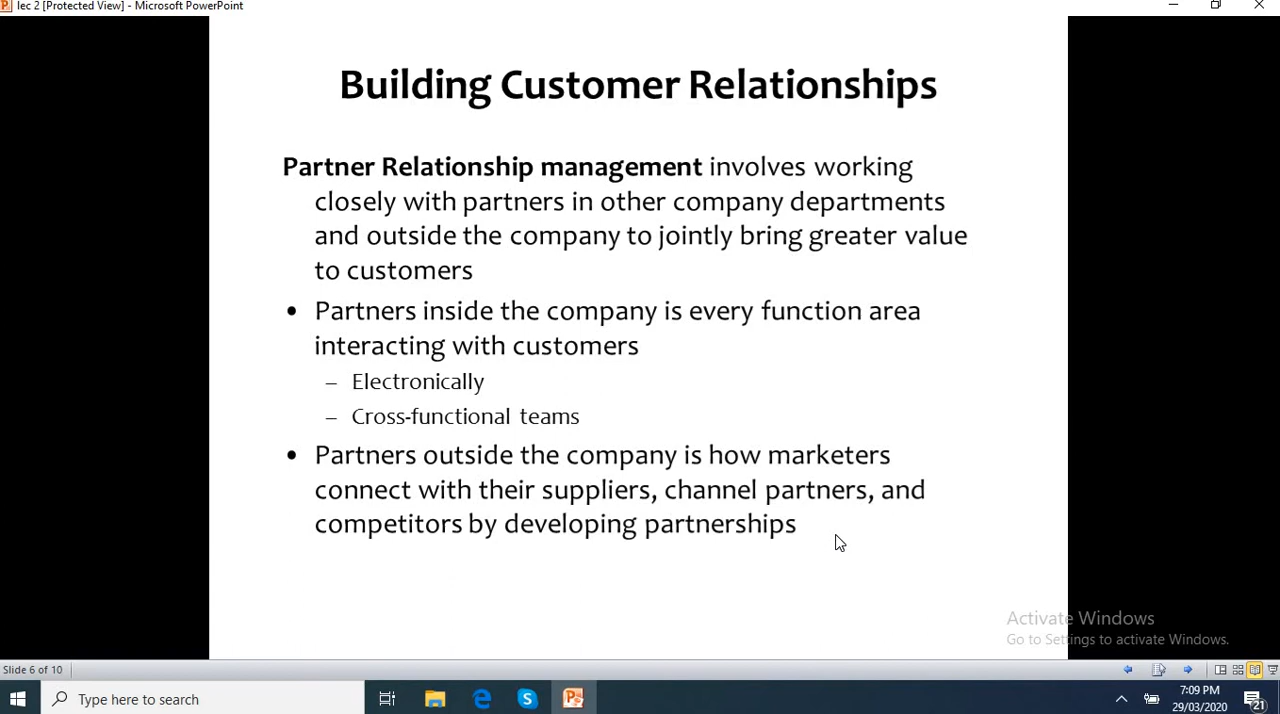 lec 2 [Protected View] - Microsoft PowerPoint
Building Customer Relationships
Partner Relationship management involves working
closely with partners in other company departments
and outside the company to jointly bring greater value
to customers
• Partners inside the company is every function area
interacting with customers
– Electronically
– Cross-functional teams
• Partners outside the company is how marketers
connect with their suppliers, channel partners, and
competitors by developing partnerships
Activate Windows
Go to Settings to activate Windows.
Slide 6 of 10
Type here to search
7:09 PM
29/03/2020
21